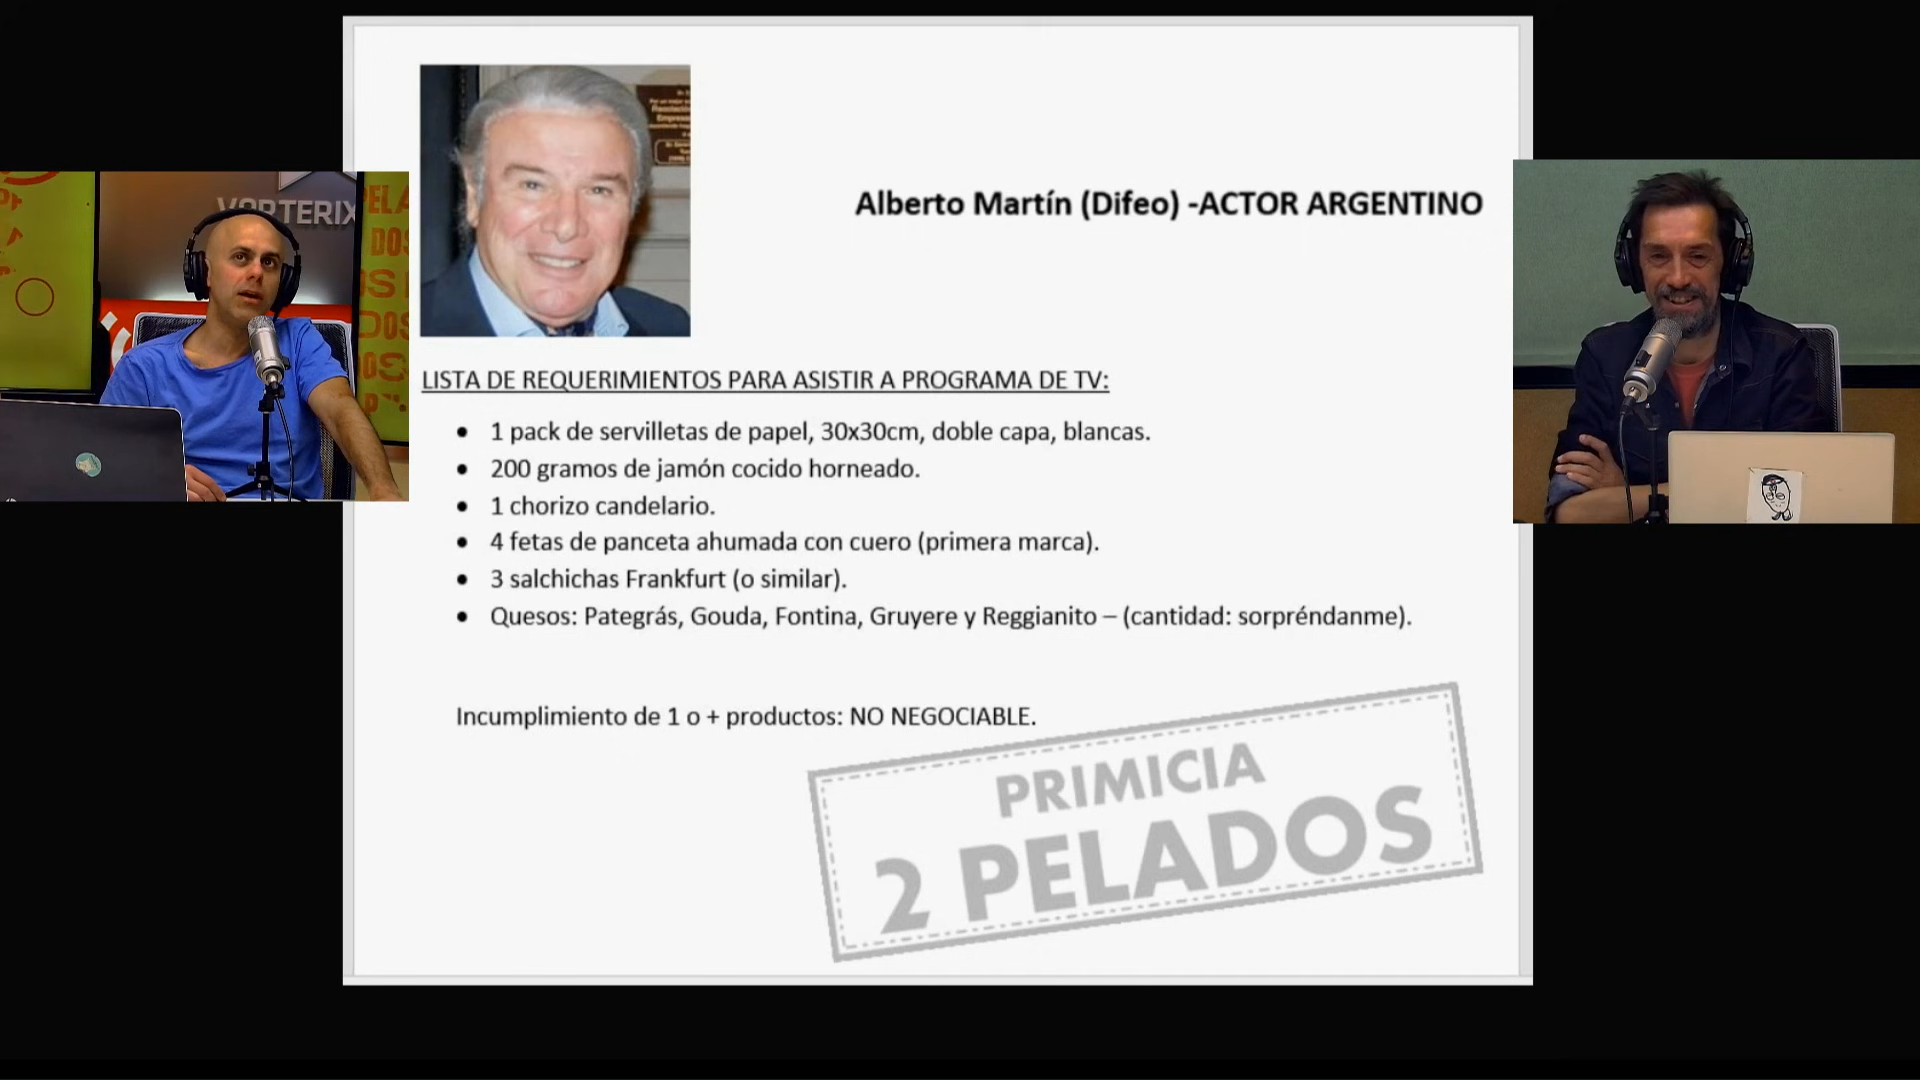 Alberto Martín (Difeo) -ACTOR ARGENTINO
VORTERIX
LISTA DE REQUERIMIENTOS PARA ASISTIR A PROGRAMA DE TV:
• 1 pack de servilletas de papel, 30x30cm, doble capa, blancas.
• 200 gramos de jamón cocido horneado.
• 1 chorizo candelario.
• 4 fetas de panceta ahumada con cuero (primera marca).
• 3 salchichas Frankfurt (o similar).
• Quesos: Pategrás, Gouda, Fontina, Gruyere y Reggianito – (cantidad: sorpréndanme).
Incumplimiento de 1 o + productos: NO NEGOCIABLE.
PRIMICIA
2 PELADOS